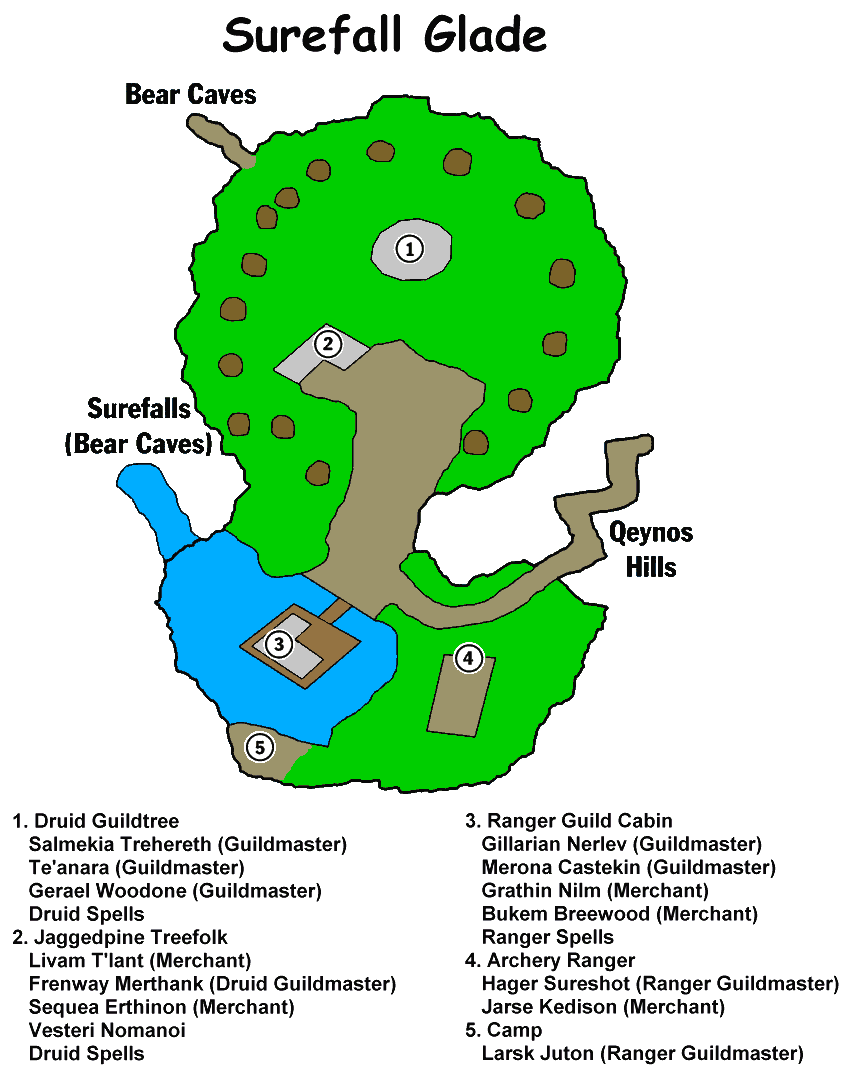 Surefall Glade
Bear Caves
1
2
Surefalls
(Bear Caves)
Qeynos
Hills
3
4
5
1. Druid Guildtree
Salmekia Trehereth (Guildmaster)
Te'anara (Guildmaster)
Gerael Woodone (Guildmaster)
Druid Spells
2. Jaggedpine Treefolk
Livam T'lant (Merchant)
Frenway Merthank (Druid Guildmaster)
Sequea Erthinon (Merchant)
Vesteri Nomanoi
Druid Spells
3. Ranger Guild Cabin
Gillarian Nerlev (Guildmaster)
Merona Castekin (Guildmaster)
Grathin Nilm (Merchant)
Bukem Breewood (Merchant)
Ranger Spells
4. Archery Ranger
Hager Sureshot (Ranger Guildmaster)
Jarse Kedison (Merchant)
5. Camp
Larsk Juton (Ranger Guildmaster)